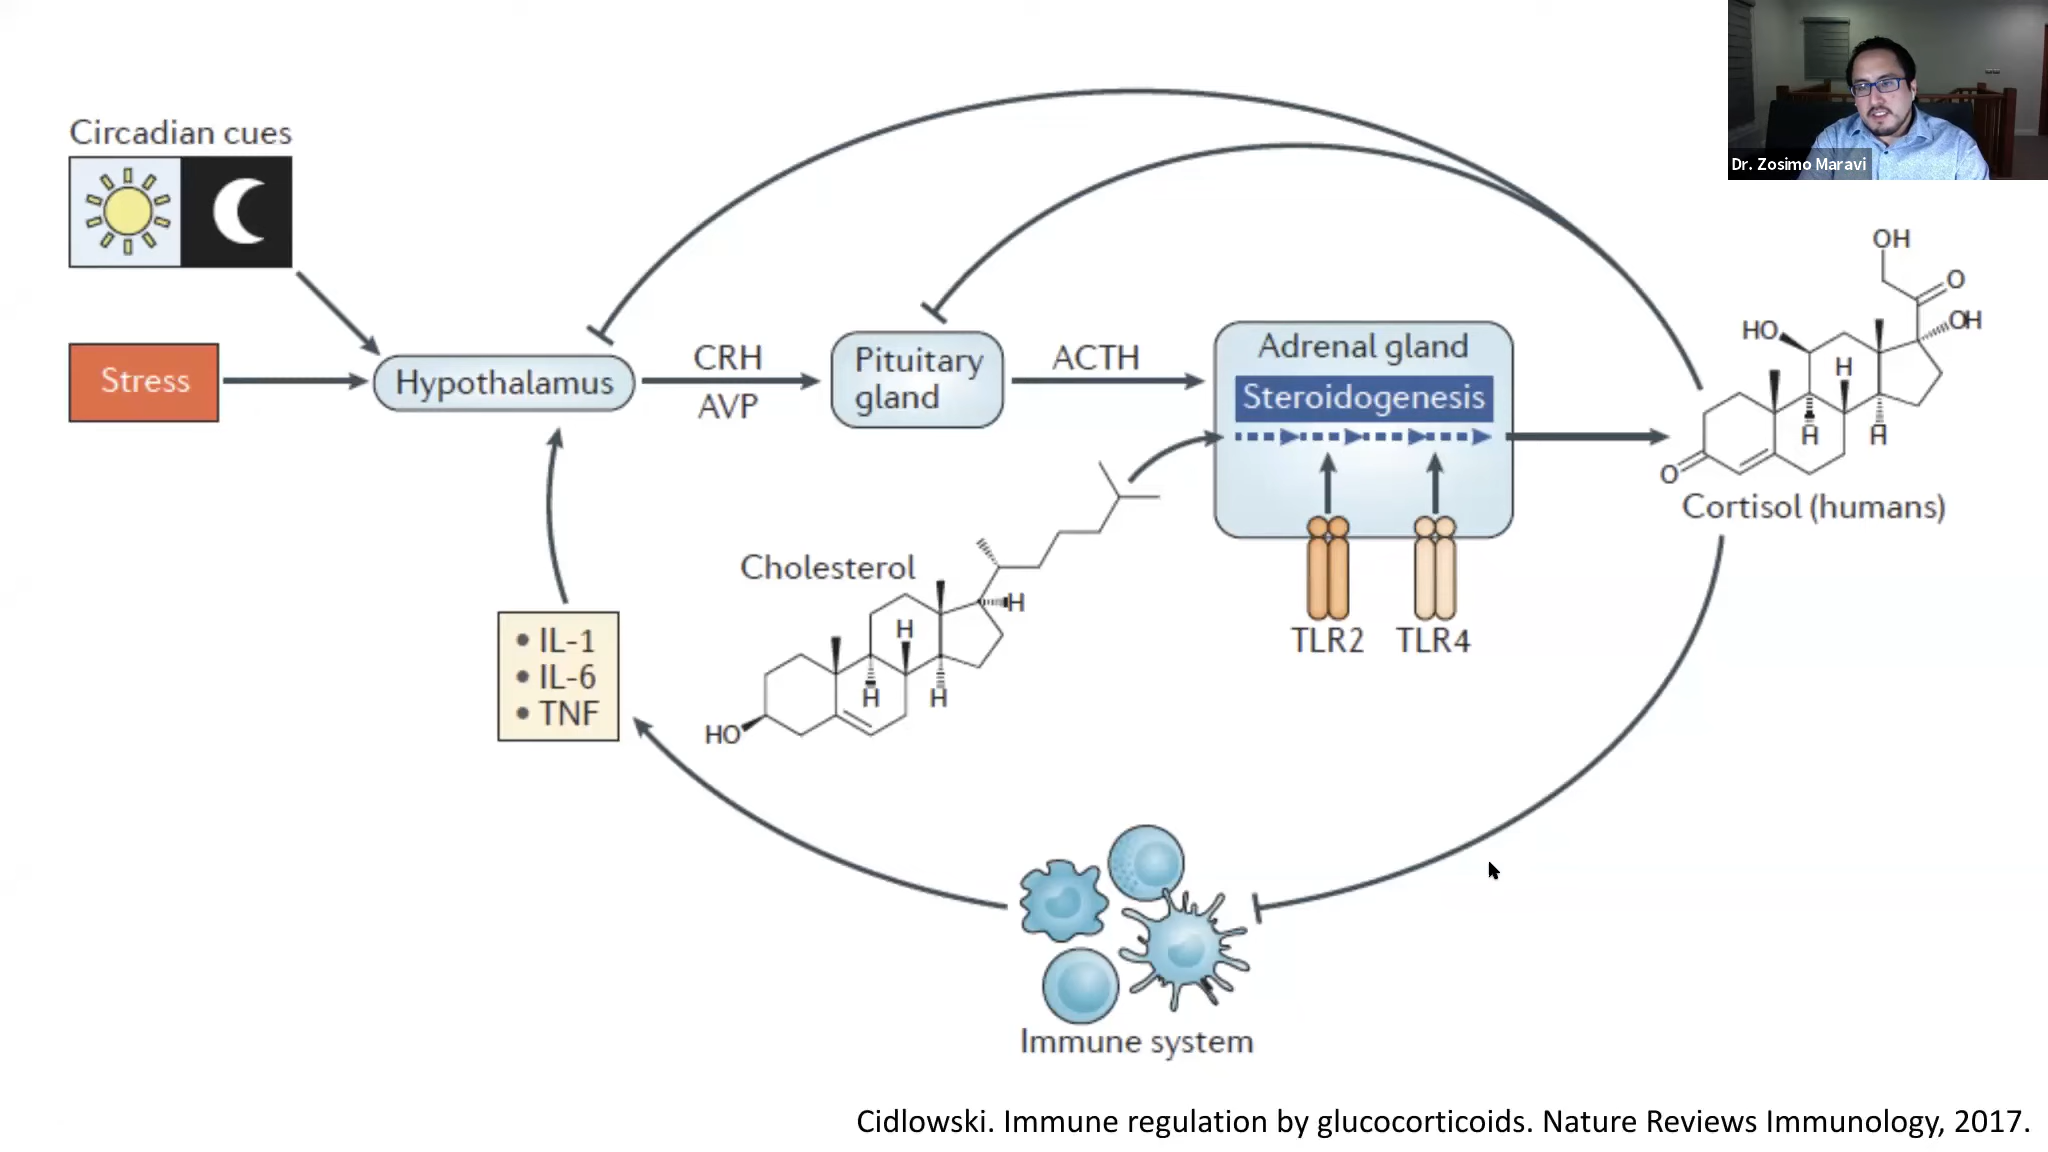 Circadian cues
Stress
Hypothalamus
CRH
AVP
Pituitary
gland
ACTH
Adrenal gland
Steroidogenesis
TLR2
TLR4
OH
O
OH
HO
H
H
H
O
Cortisol (humans)
Cholesterol
H
H
H
H
HO
• IL-1
• IL-6
• TNF
Immune system
Dr. Zosimo Maravi
Cidlowski. Immune regulation by glucocorticoids. Nature Reviews Immunology, 2017.